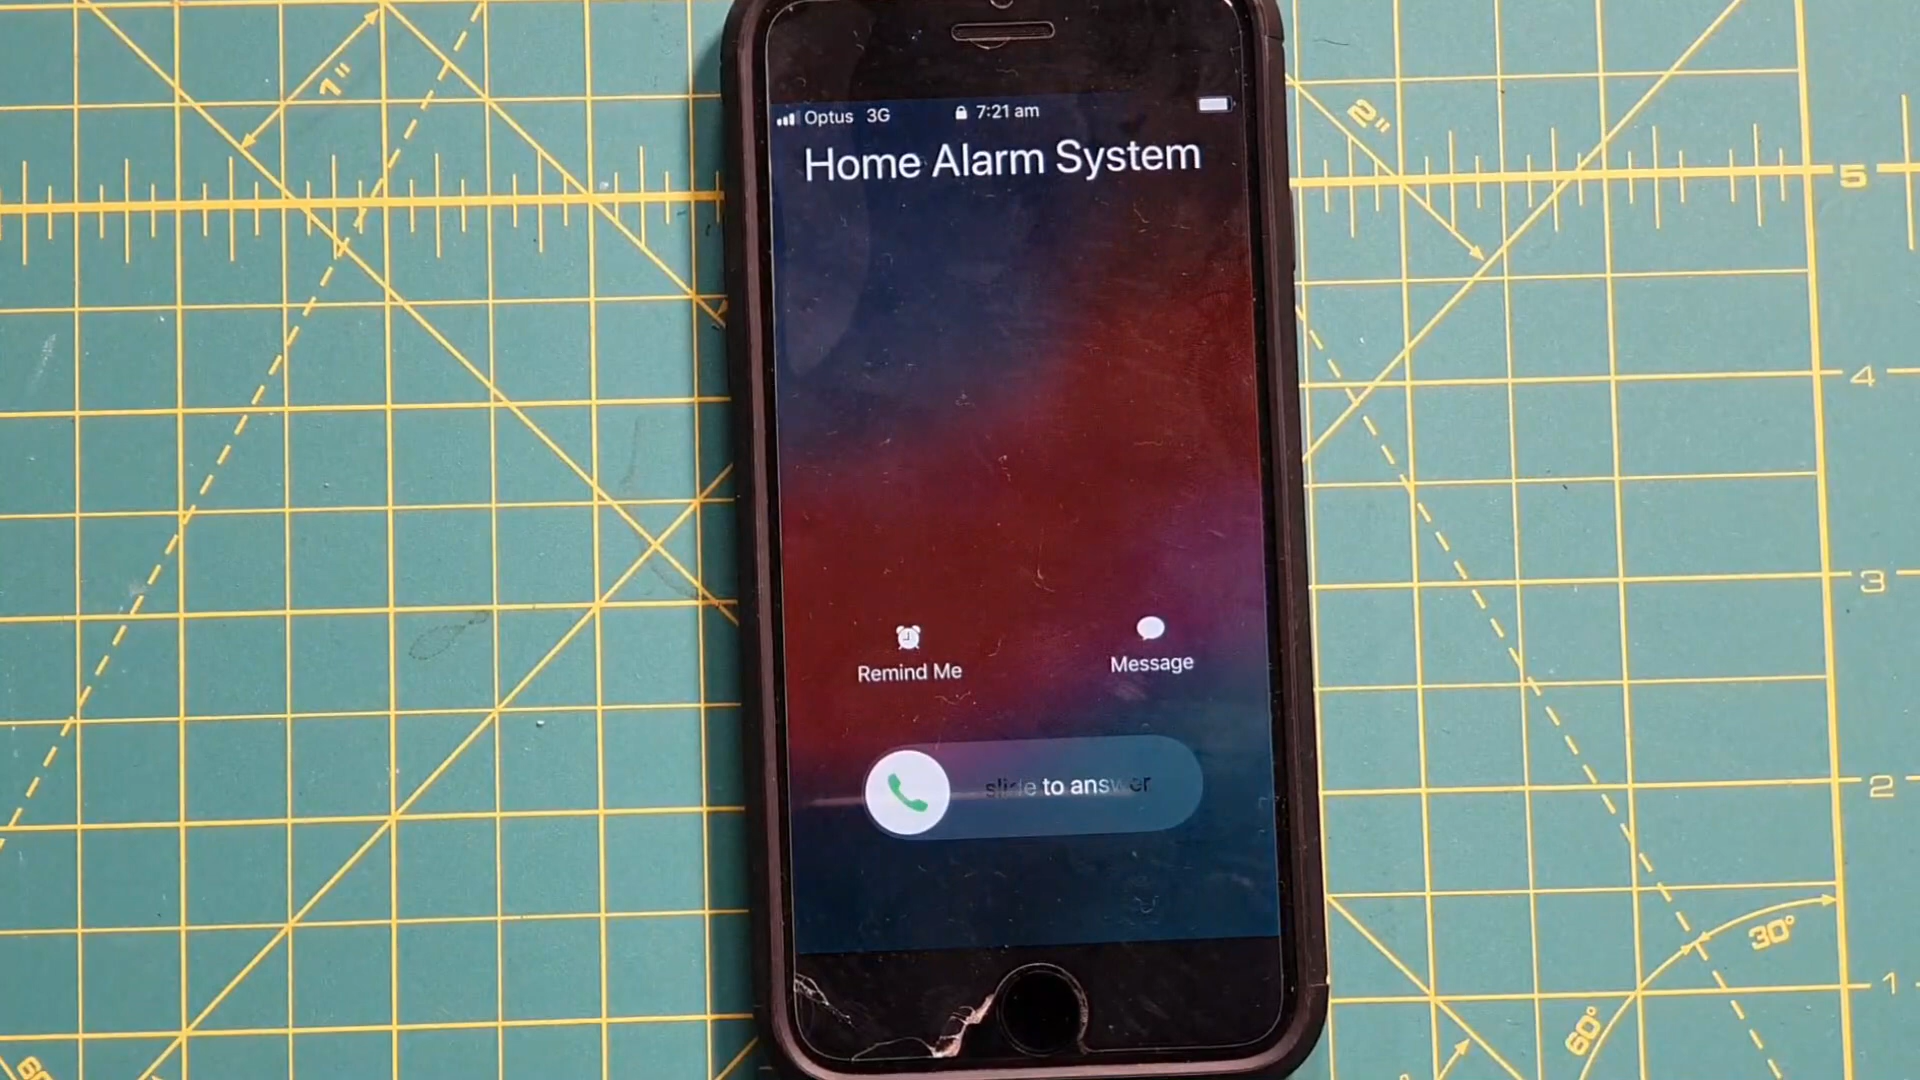 1"
2"
Optus 3G 7:21 am
Home Alarm System
5
4
3
Remind Me
Message
slide to answer
2
30°
1
60°
60